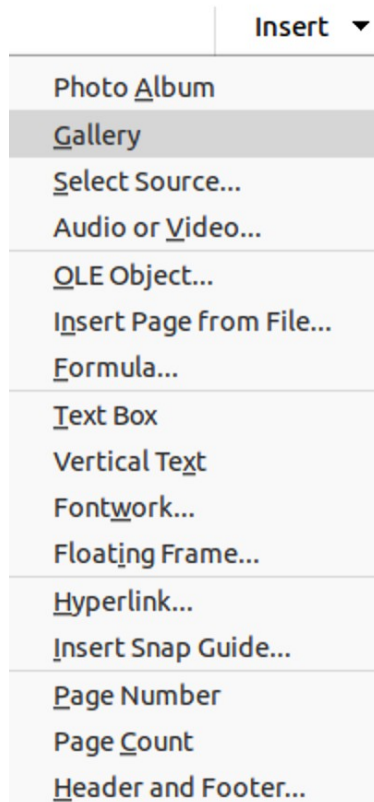 Insert
Photo Album
Gallery
Select Source...
Audio or Video...
OLE Object...
Insert Page from File...
Formula...
Text Box
Vertical Text
Fontwork...
Floating Frame...
Hyperlink...
Insert Snap Guide...
Page Number
Page Count
Header and Footer...